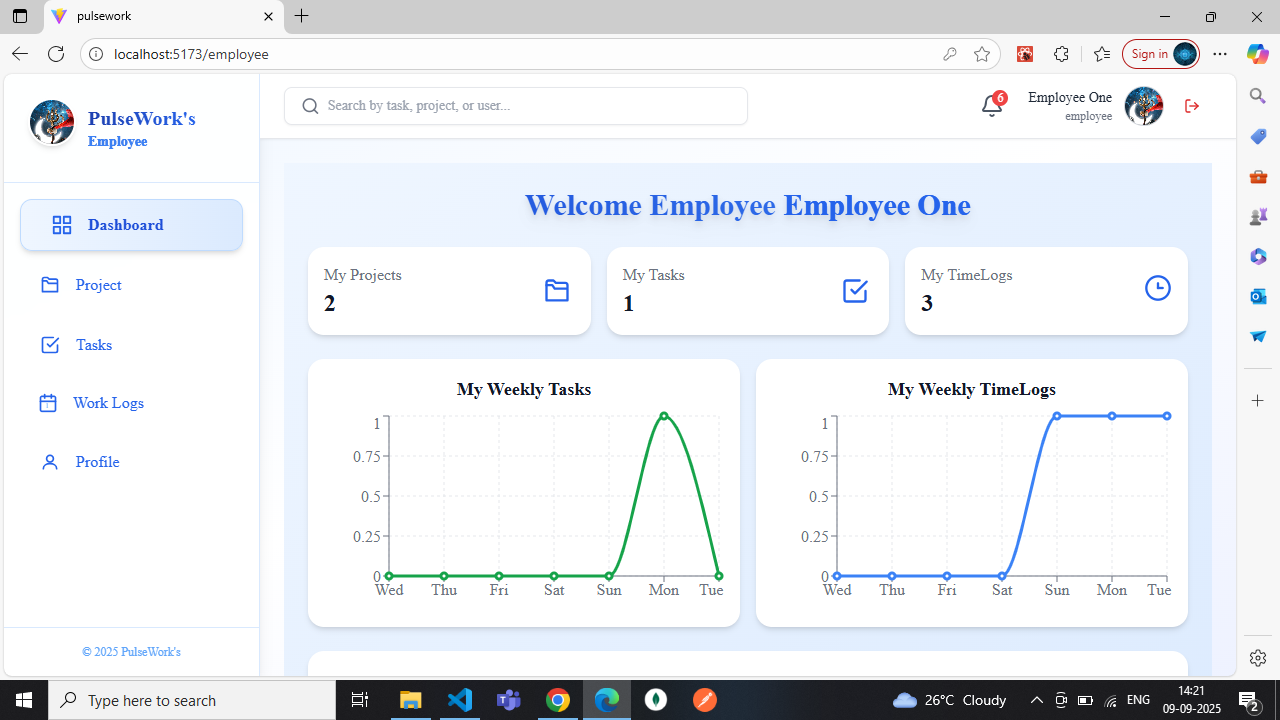 pulsework
localhost:5173/employee
Sign in
PulseWork's
Employee
Search by task, project, or user...
6
Employee One
employee
Dashboard
Project
Tasks
Work Logs
Profile
© 2025 PulseWork's
Welcome Employee Employee One
My Projects
2
My Tasks
1
My TimeLogs
3
My Weekly Tasks
1
0.75
0.5
0.25
0
Wed Thu Fri Sat Sun Mon Tue
My Weekly TimeLogs
1
0.75
0.5
0.25
0
Wed Thu Fri Sat Sun Mon Tue
Type here to search
26°C Cloudy
ENG
14:21
09-09-2025
2